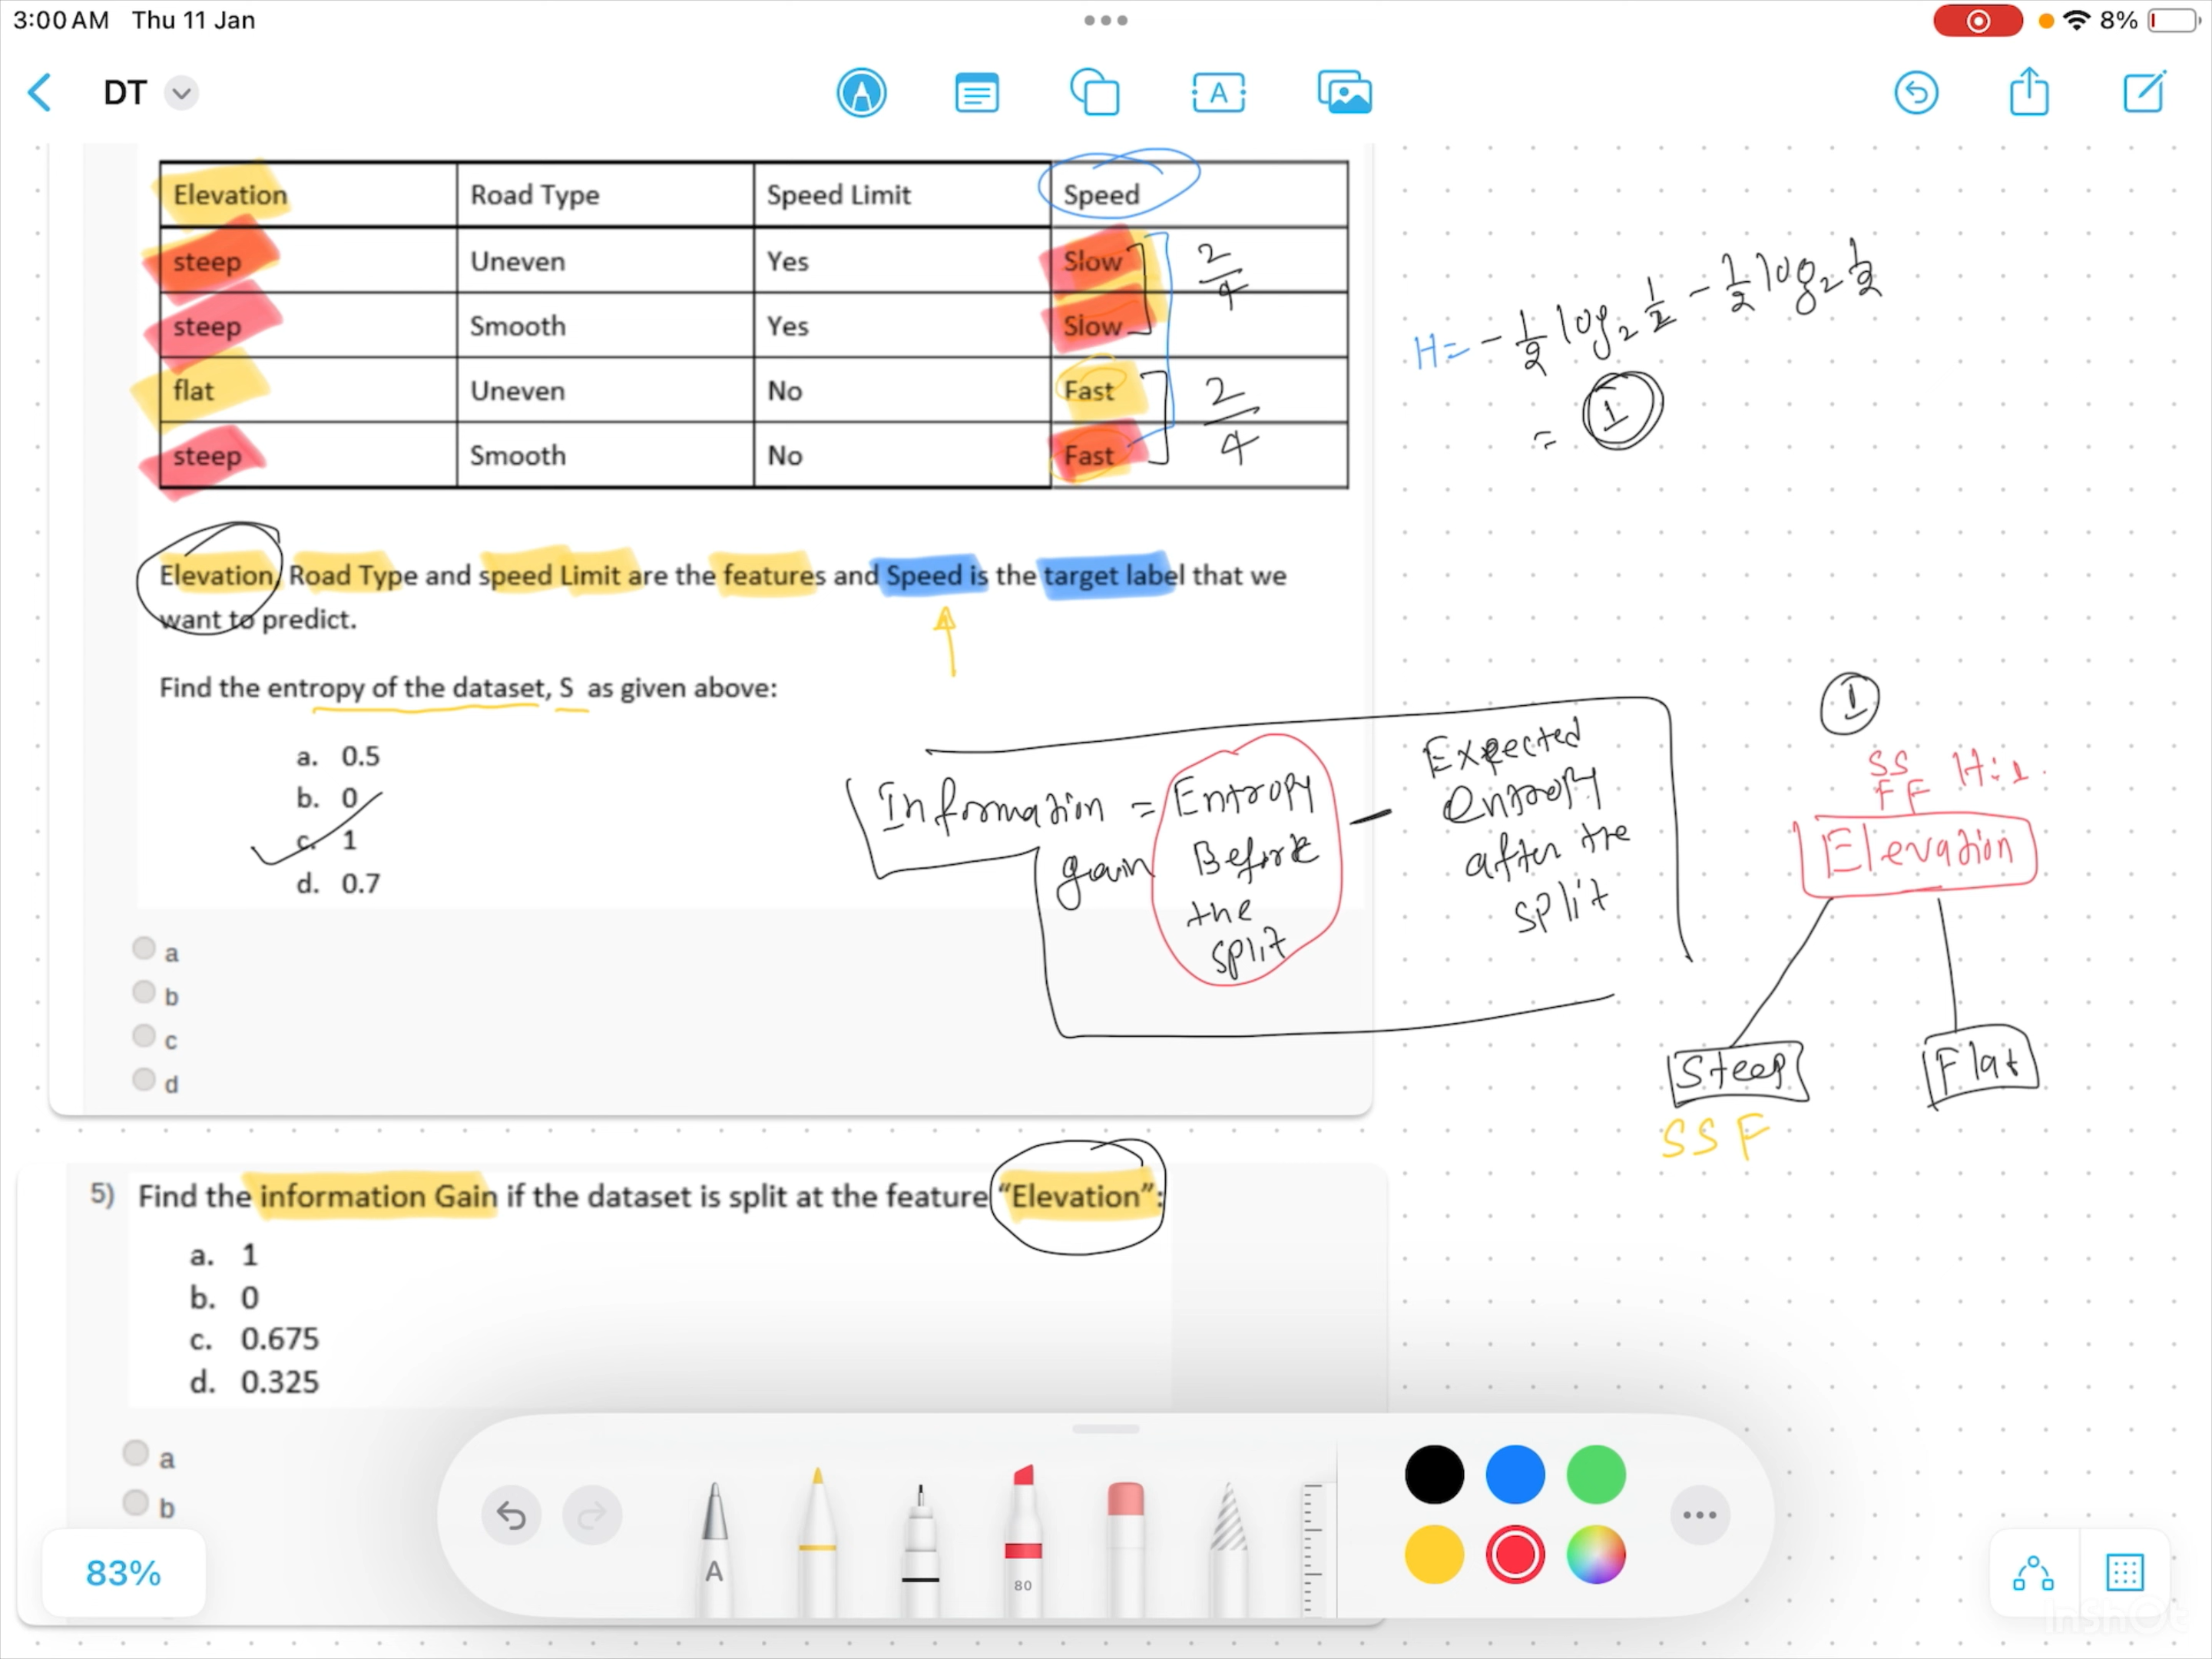 3:00 AM Thu 11 Jan
8%
DT
A
Elevation Road Type Speed Limit Speed
steep Uneven Yes Slow
steep Smooth Yes Slow
flat Uneven No Fast
steep Smooth No Fast
2/4
2/4
H= - 1/2 log2 1/2 - 1/2 log2 1/2
= 1
Elevation, Road Type and speed Limit are the features and Speed is the target label that we
want to predict.
Find the entropy of the dataset, S as given above:
a. 0.5
b. 0
c. 1
d. 0.7
a
b
c
d
Information = Entropy - Expected
gain Before entropy
the after the
split split
1
SS H:1.
FF
Elevation
Steep Flat
SSF
5) Find the information Gain if the dataset is split at the feature "Elevation":
a. 1
b. 0
c. 0.675
d. 0.325
a
b
83%
A
80
InShOt